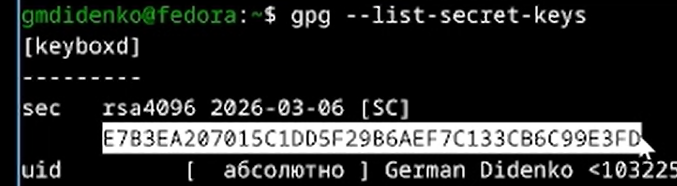 gmdidenko@fedora:~$ gpg --list-secret-keys
[keyboxd]
---------
sec   rsa4096 2026-03-06 [SC]
E7B3EA207015C1DD5F29B6AEF7C133CB6C99E3FD
uid         [  абсолютно ] German Didenko <103225